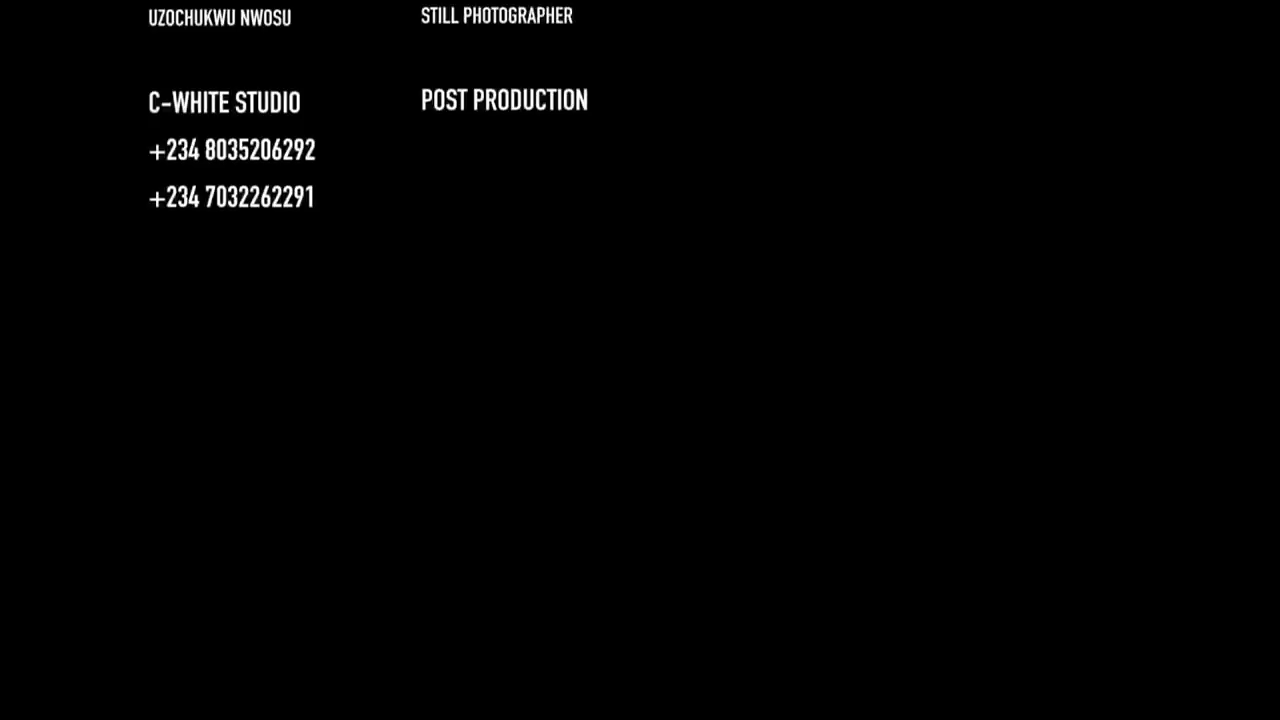 UZOCHUKWU NWOSU STILL PHOTOGRAPHER
C-WHITE STUDIO POST PRODUCTION
+234 8035206292
+234 7032262291